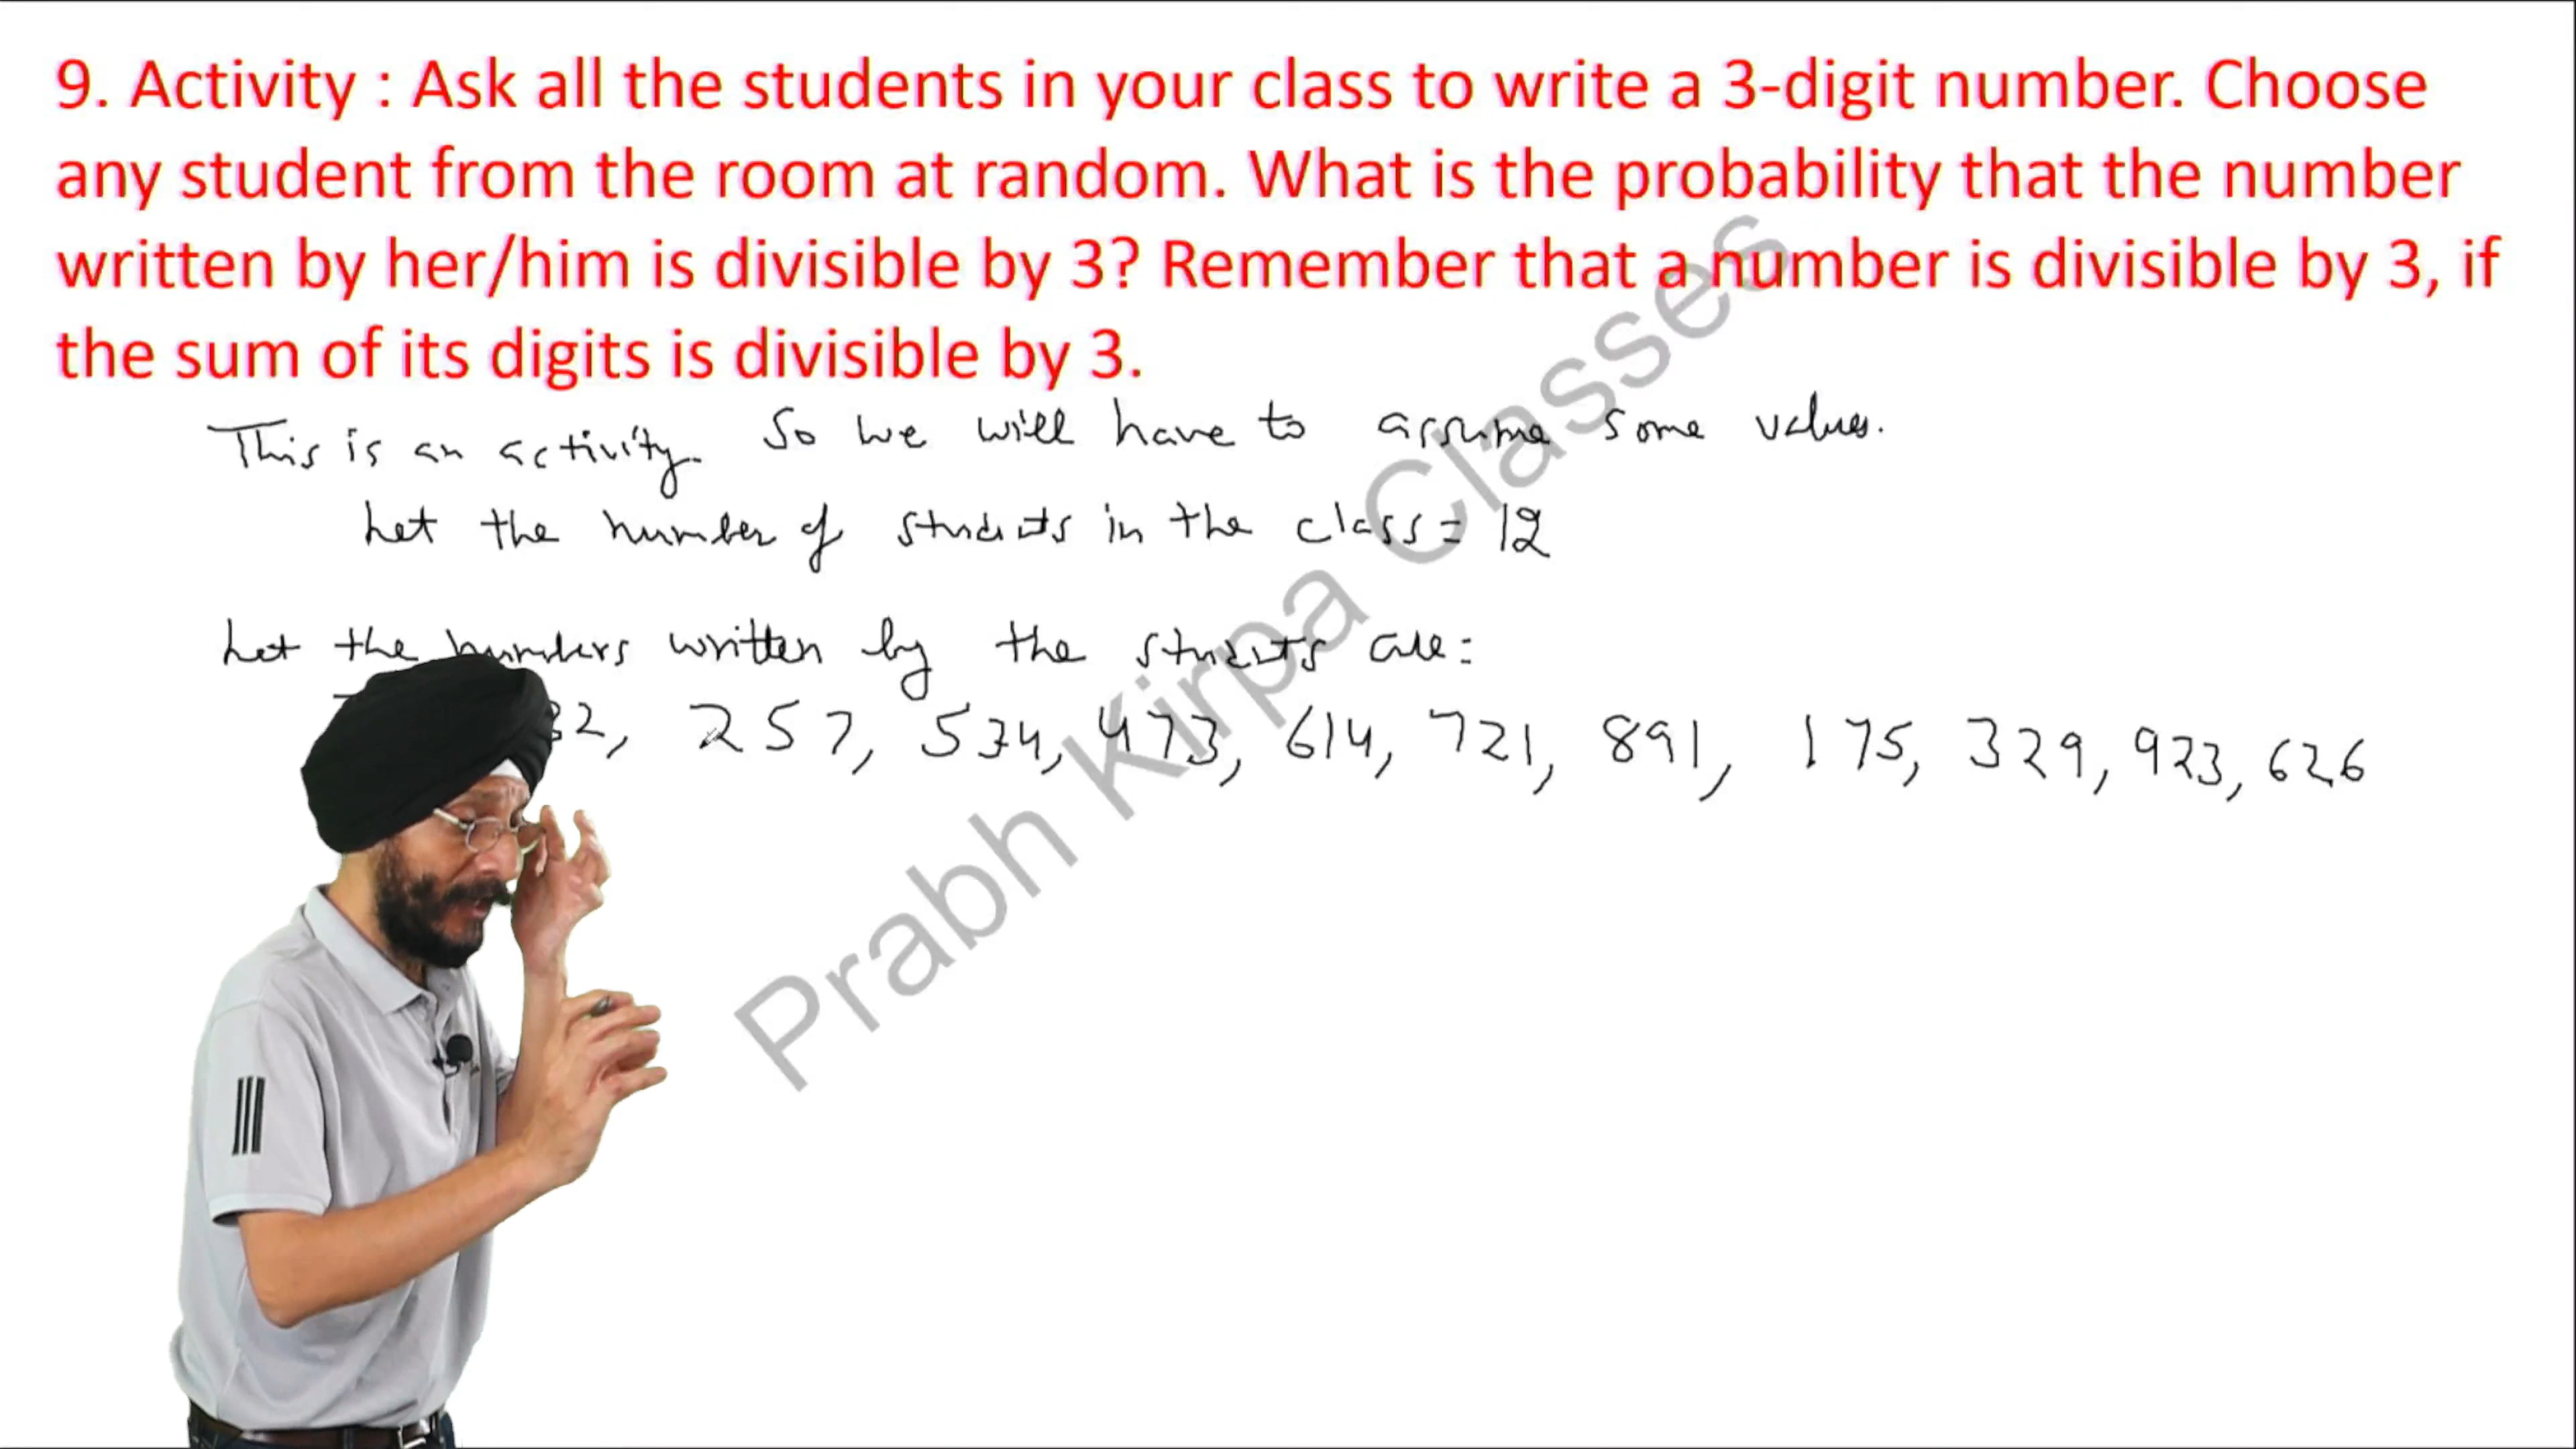 9. Activity : Ask all the students in your class to write a 3-digit number. Choose
any student from the room at random. What is the probability that the number
written by her/him is divisible by 3? Remember that a number is divisible by 3, if
the sum of its digits is divisible by 3.
This is an activity. So we will have to assume some values.
Let the number of students in the class = 12
Let the numbers written by the students are:
32, 257, 534, 473, 614, 721, 891, 175, 329, 923, 626
Prabh Kirpa Classes